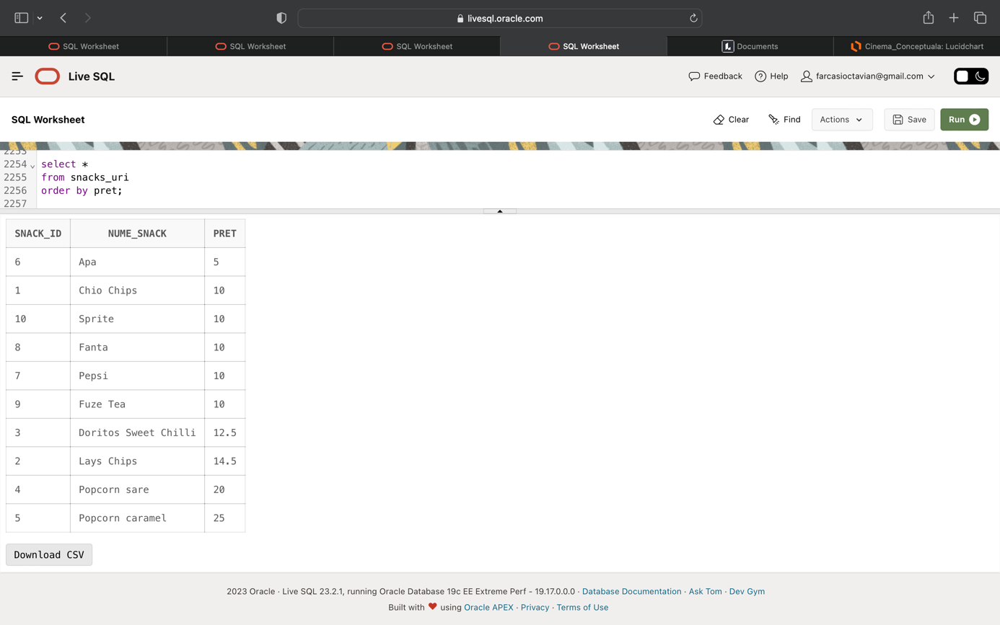 livesql.oracle.com
SQL Worksheet SQL Worksheet SQL Worksheet SQL Worksheet Documents Cinema_Conceptuala: Lucidchart
Live SQL Feedback Help farcasioctavian@gmail.com
SQL Worksheet Clear Find Actions Save Run
2253
2254 select *
2255 from snacks_uri
2256 order by pret;
2257
SNACK_ID NUME_SNACK PRET
6 Apa 5
1 Chio Chips 10
10 Sprite 10
8 Fanta 10
7 Pepsi 10
9 Fuze Tea 10
3 Doritos Sweet Chilli 12.5
2 Lays Chips 14.5
4 Popcorn sare 20
5 Popcorn caramel 25
Download CSV
2023 Oracle · Live SQL 23.2.1, running Oracle Database 19c EE Extreme Perf - 19.17.0.0.0 · Database Documentation · Ask Tom · Dev Gym
Built with ❤ using Oracle APEX · Privacy · Terms of Use